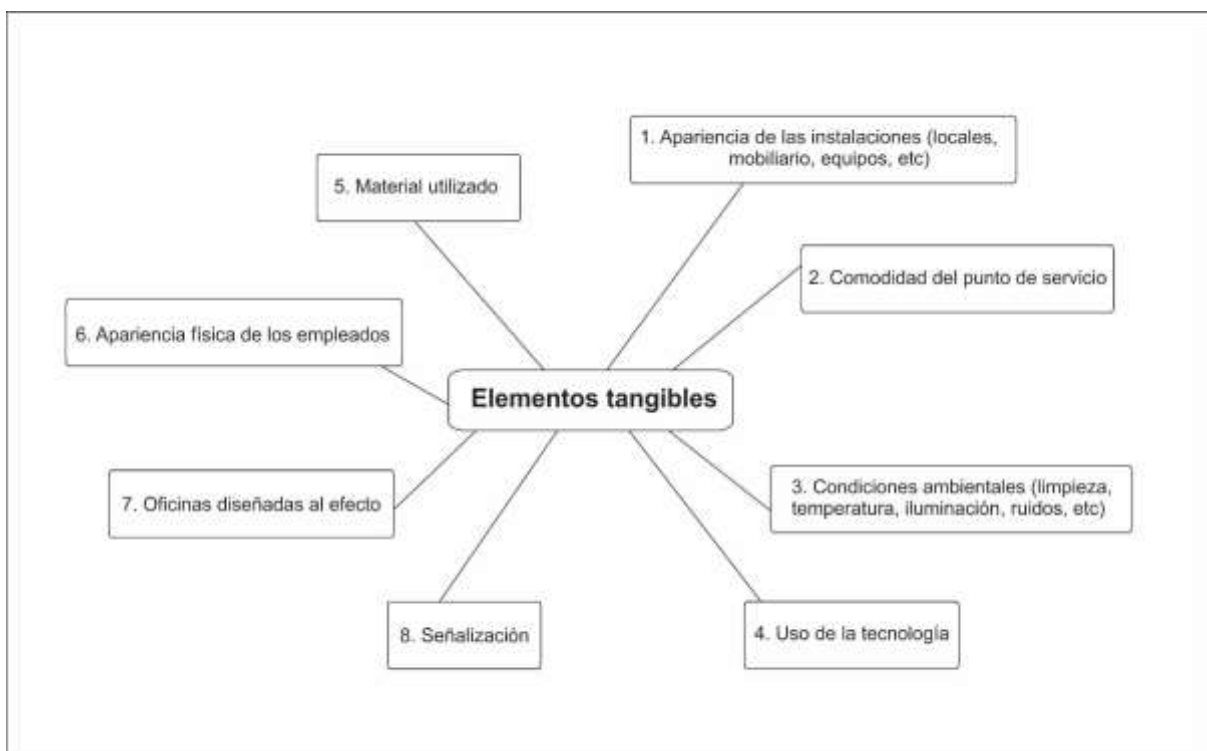 1. Apariencia de las instalaciones (locales,
mobiliario, equipos, etc)
5. Material utilizado
2. Comodidad del punto de servicio
6. Apariencia física de los empleados
Elementos tangibles
3. Condiciones ambientales (limpieza,
temperatura, iluminación, ruidos, etc)
7. Oficinas diseñadas al efecto
8. Señalización
4. Uso de la tecnología